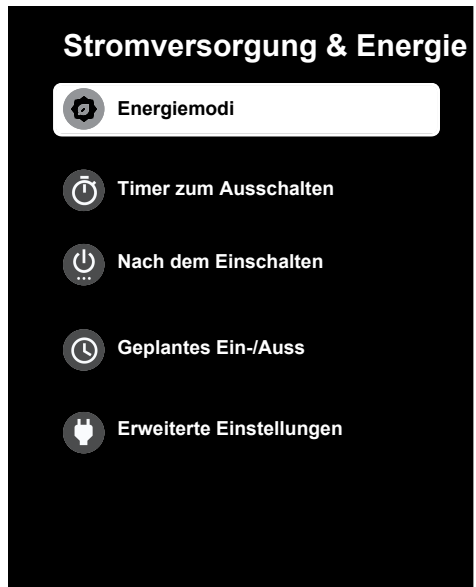 Stromversorgung & Energie
Energiemodi
Timer zum Ausschalten
Nach dem Einschalten
Geplantes Ein-/Auss
Erweiterte Einstellungen